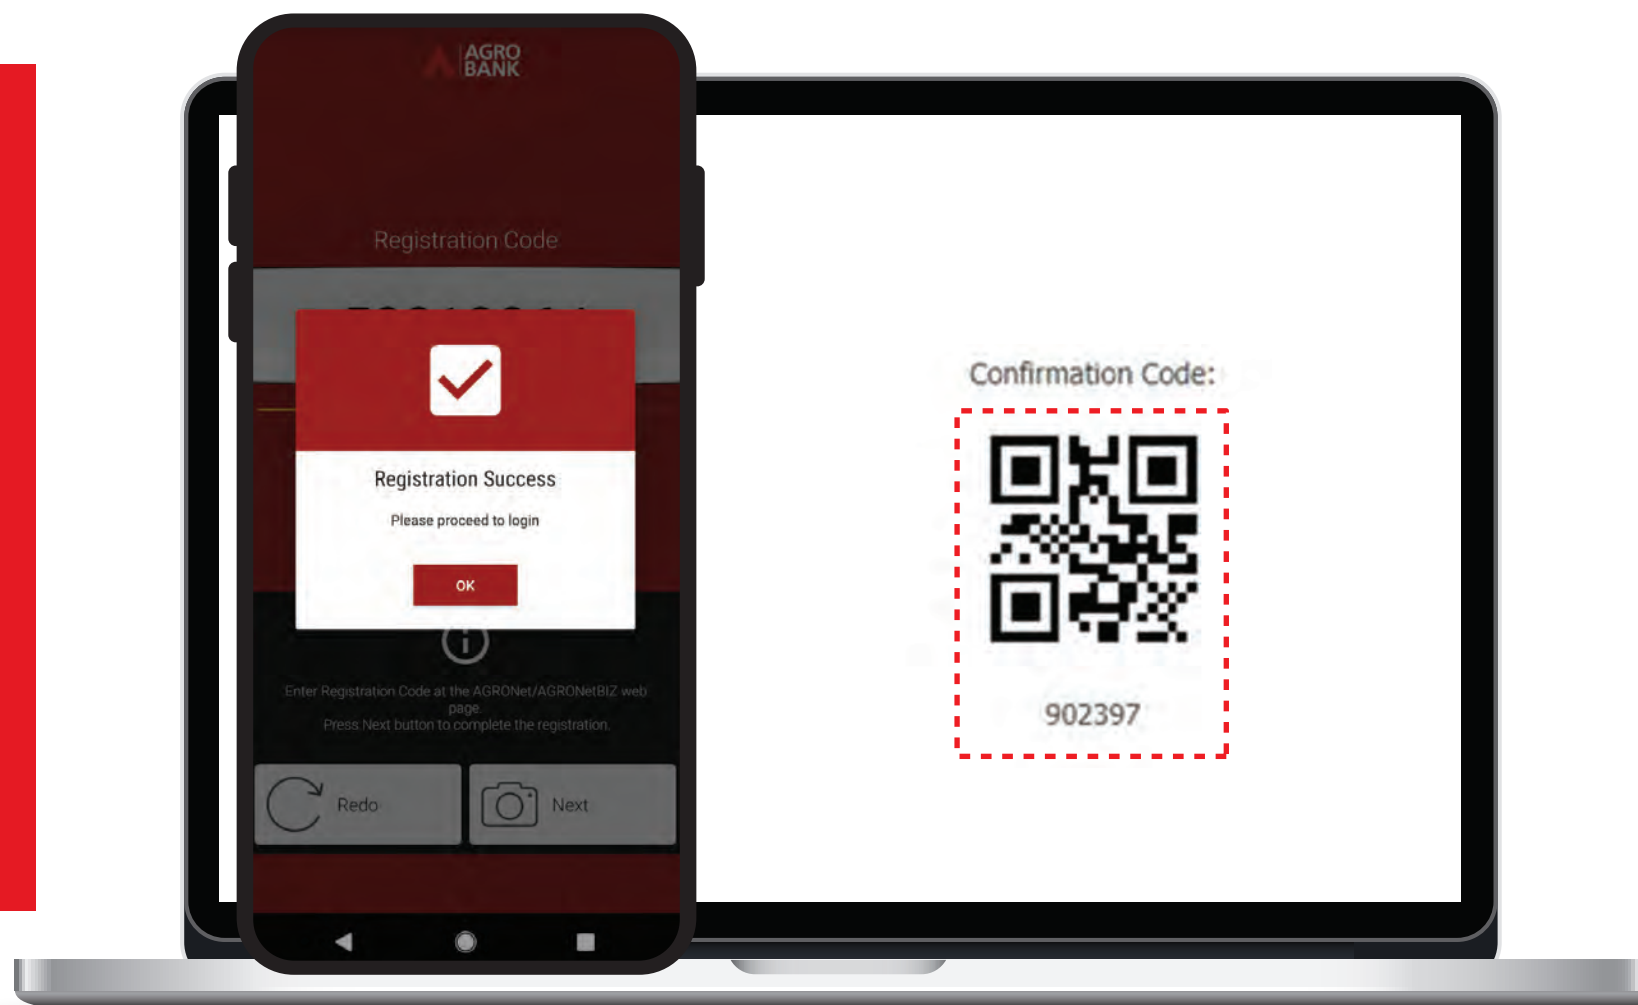 AGRO
BANK
Registration Code
Registration Success
Please proceed to login
OK
Enter Registration Code at the AGRONet/AGRONetBIZ web
page.
Press Next button to complete the registration.
Redo
Next
Confirmation Code:
902397